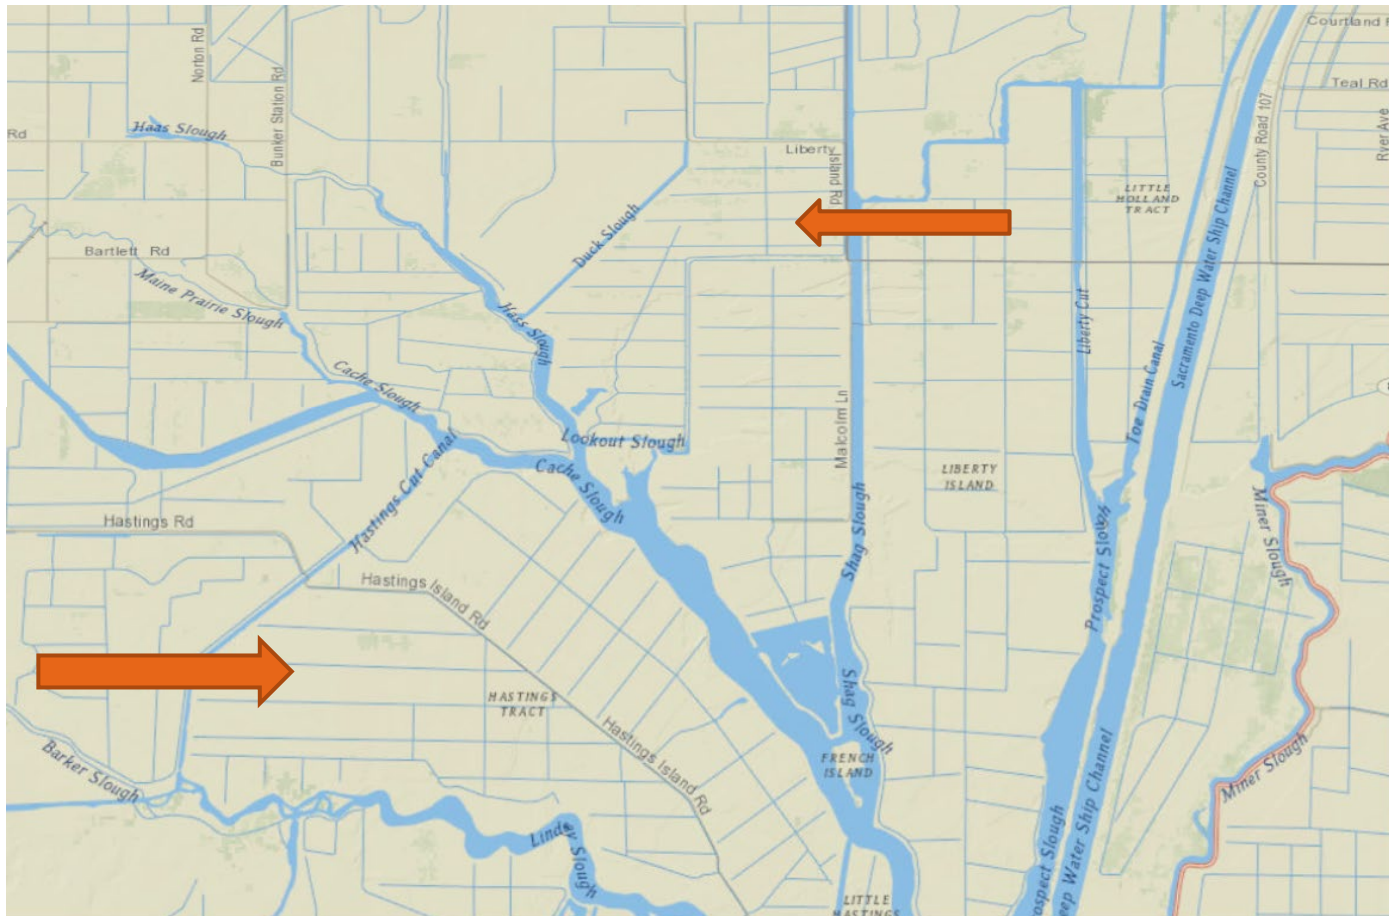 Courtland
Norton Rd
Bunker Station Rd
Teal Rd
County Road 107
Ryer Ave
Rd
Haas Slough
Liberty
Island Rd
LITTLE
HOLLAND
TRACT
Sacramento Deep Water Ship Channel
Duck Slough
Bartlett Rd
Maine Prairie Slough
Hass Slough
Liberty Cut
Toe Drain Canal
Cache Slough
Malcolm Ln
Hastings Cut Canal
Lookout Slough
Cache Slough
LIBERTY
ISLAND
Hastings Rd
Shag Slough
Prospect Slough
Miner Slough
Hastings Island Rd
HASTINGS
TRACT
Shag Slough
Hastings Island Rd
FRENCH
ISLAND
Barker Slough
Miner Slough
Lindsey Slough
Prospect Slough
Deep Water Ship Channel
LITTLE
HASTINGS